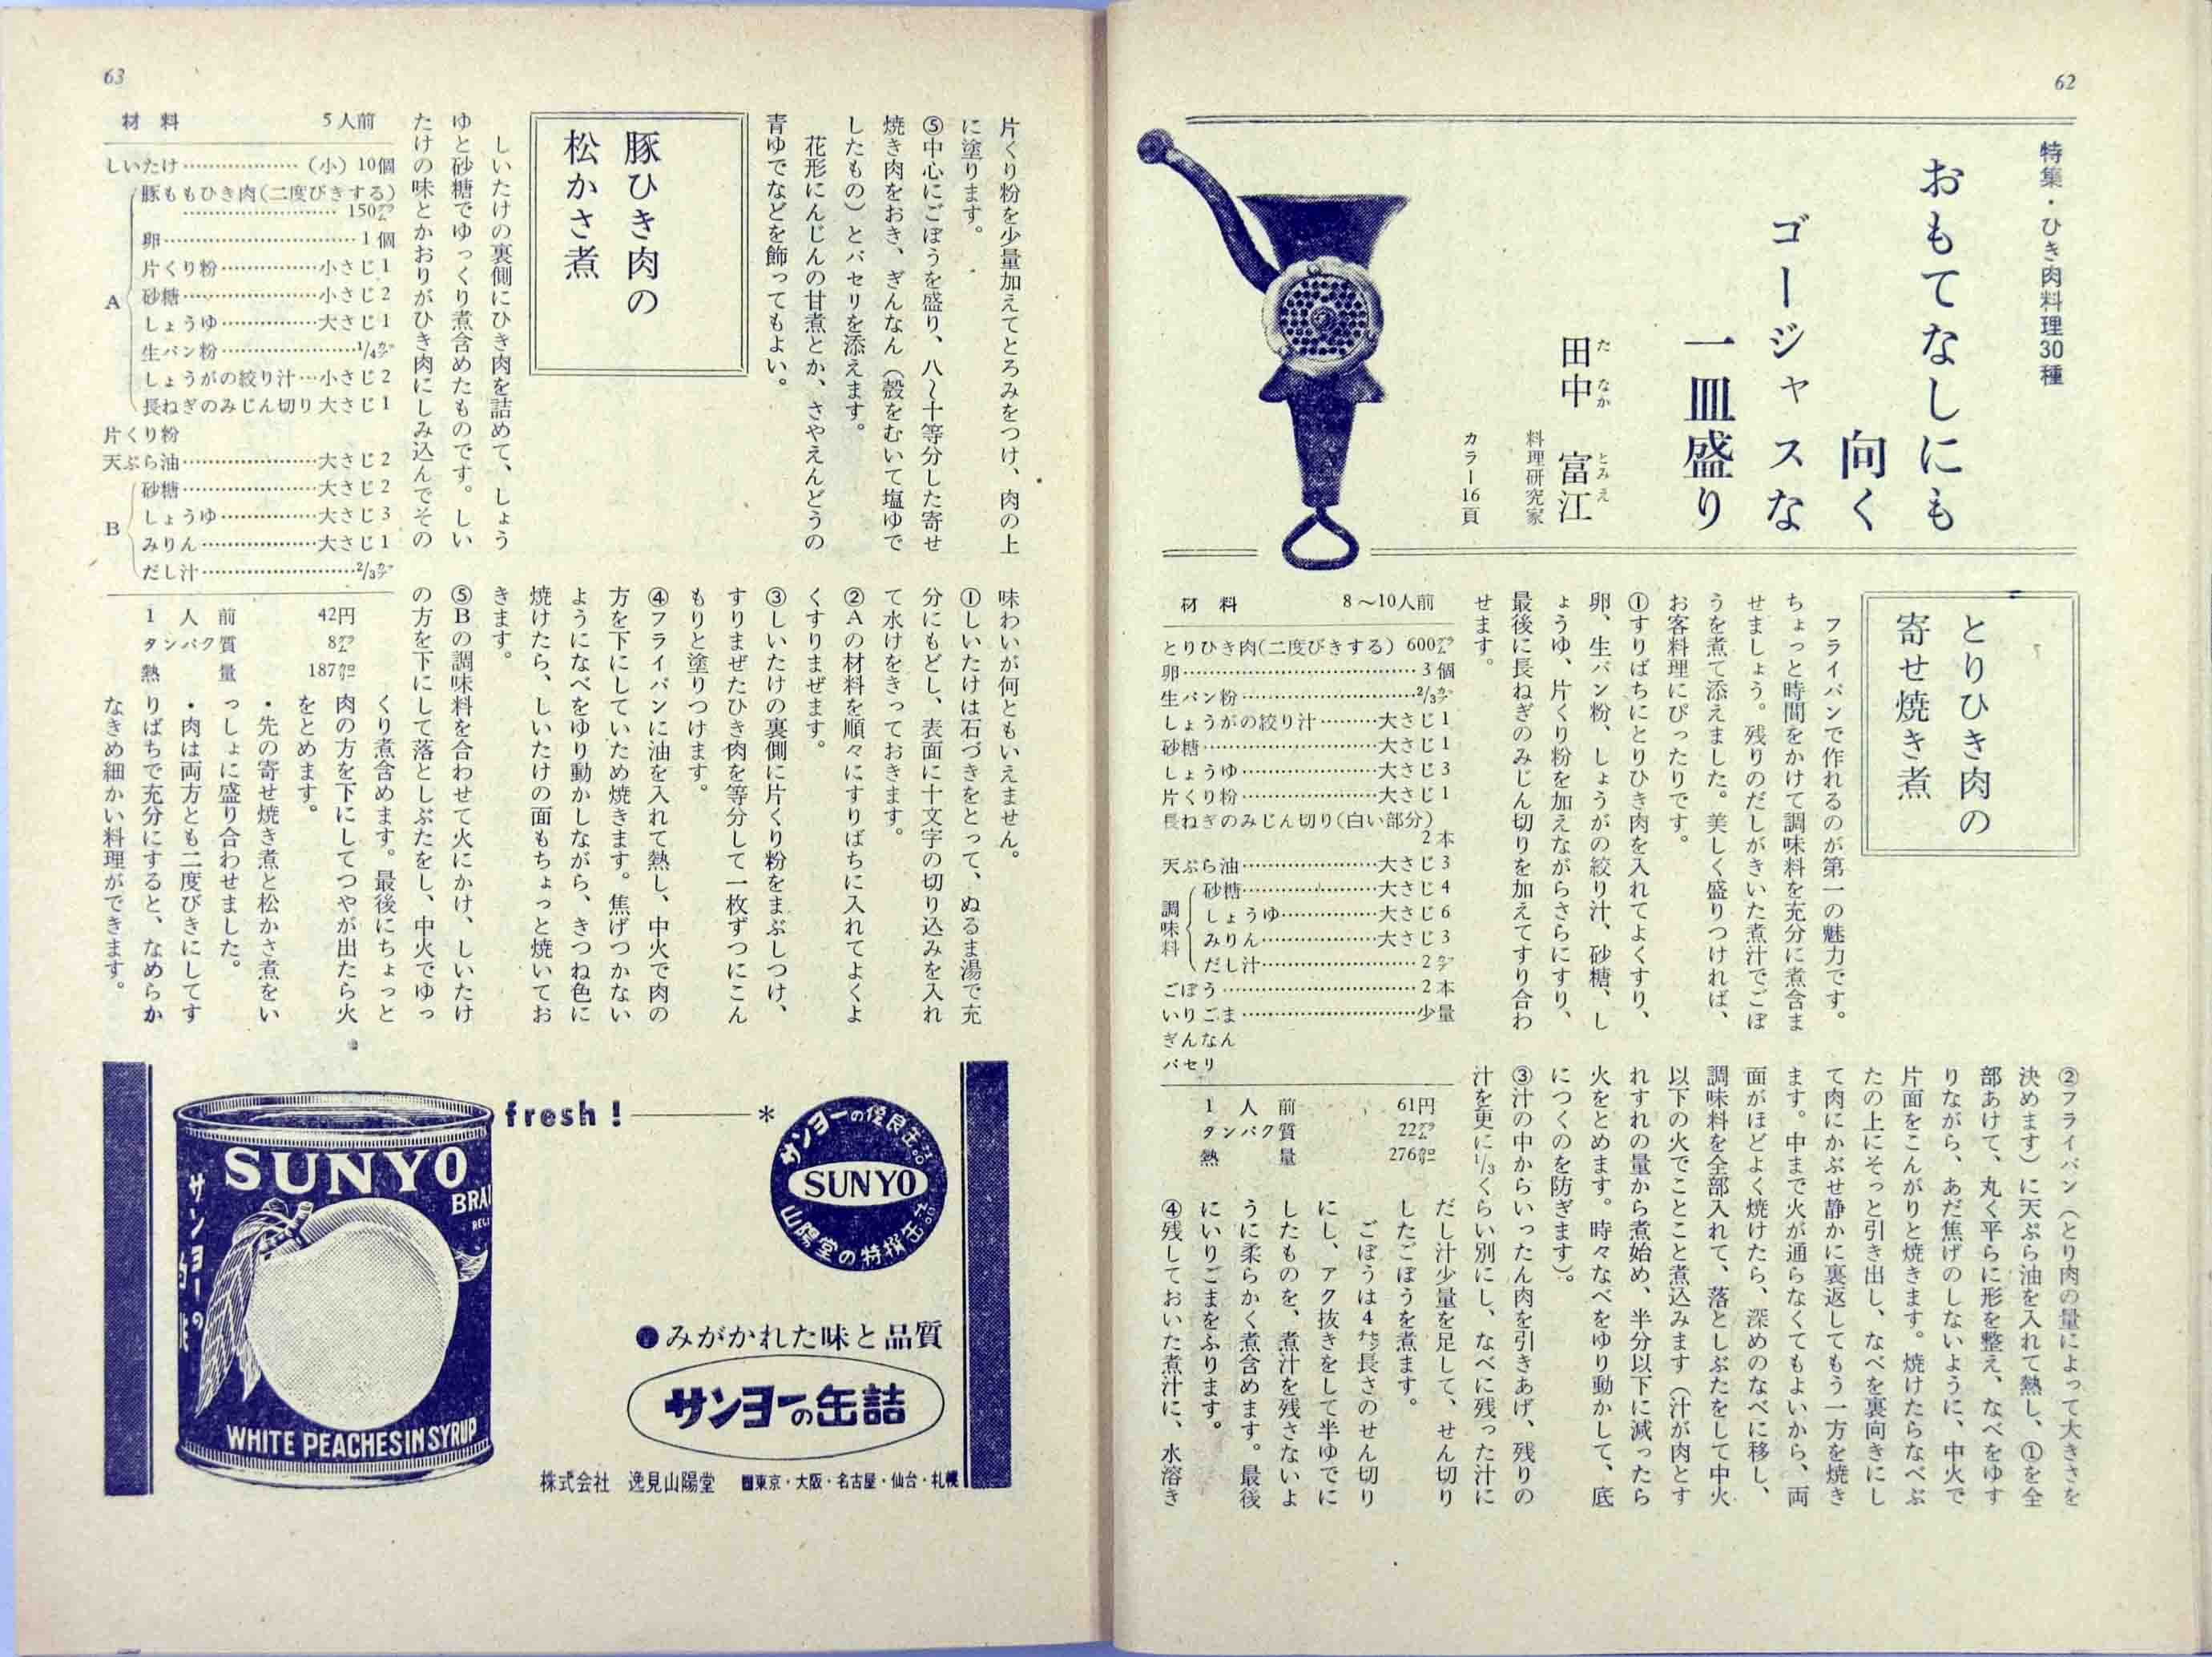 62
特集・ひき肉料理30種
おもてなしにも
向く
ゴージャスな
一皿盛り
田中 富江
た なか とみ え
料理研究家
カラー16頁
とりひき肉の
寄せ焼き煮
フライパンで作れるのが第一の魅力です。
ちょっと時間をかけて調味料を充分に煮含ま
せましょう。残りのだしがきいた煮汁でごぼ
うを煮て添えました。美しく盛りつければ、
お客料理にぴったりです。
①すりばちにとりひき肉を入れてよくすり、
卵、生パン粉、しょうがの絞り汁、砂糖、し
ょうゆ、片くり粉を加えながらさらにすり、
最後に長ねぎのみじん切りを加えてすり合わ
せます。
材料 8〜10人前
とりひき肉(二度びきする) 600グラム
卵……………3個
生パン粉……………2/3カップ
しょうがの絞り汁………大さじ1
砂糖……………大さじ1
しょうゆ……………大さじ3
片くり粉……………大さじ1
長ねぎのみじん切り(白い部分)
2本
天ぷら油……………大さじ3
調味料
砂糖……………大さじ4
しょうゆ……………大さじ6
みりん……………大さじ3
だし汁……………2カップ
ごぼう……………2本
いりごま……………少量
ぎんなん
パセリ
1人前 61円
タンパク質 22グラム
熱量 276カロリー
②フライパン(とり肉の量によって大きさを
決めます)に天ぷら油を入れて熱し、①を全
部あけて、丸く平らに形を整え、なべをゆす
りながら、あだ焦げのしないように、中火で
片面をこんがりと焼きます。焼けたらなべぶ
たの上にそっと引き出し、なべを裏向きにし
て肉にかぶせ静かに裏返してもう一方を焼き
ます。中まで火が通らなくてもよいから、両
面がほどよく焼けたら、深めのなべに移し、
調味料を全部入れて、落としぶたをして中火
以下の火でことこと煮込みます(汁が肉とす
れすれの量から煮始め、半分以下に減ったら
火をとめます。時々なべをゆり動かして、底
につくのを防ぎます)。
③汁の中からいったん肉を引きあげ、残りの
汁を更に1/3くらい別にし、なべに残った汁に
だし汁少量を足して、せん切り
したごぼうを煮ます。
ごぼうは4センチ長さのせん切り
にし、アク抜きをして半ゆでに
したものを、煮汁を残さないよ
うに柔らかく煮含めます。最後
にいりごまをふります。
④残しておいた煮汁に、水溶き
63
片くり粉を少量加えてとろみをつけ、肉の上
に塗ります。
⑤中心にごぼうを盛り、八〜十等分した寄せ
焼き肉をおき、ぎんなん(殻をむいて塩ゆで
したもの)とパセリを添えます。
花形にんじんの甘煮とか、さやえんどうの
青ゆでなどを飾ってもよい。
豚ひき肉の
松かさ煮
しいたけの裏側にひき肉を詰めて、しょう
ゆと砂糖でゆっくり煮含めたものです。しい
たけの味とかおりがひき肉にしみ込んでその
味わいが何ともいえません。
材料 5人前
しいたけ……………(小)10個
A
豚ももひき肉(二度びきする)
……………150グラム
卵……………1個
片くり粉……………小さじ1
砂糖……………小さじ2
しょうゆ……………大さじ1
生パン粉……………1/4カップ
しょうがの絞り汁…小さじ2
長ねぎのみじん切り 大さじ1
片くり粉
天ぷら油……………大さじ2
B
砂糖……………大さじ2
しょうゆ……………大さじ3
みりん……………大さじ1
だし汁……………2/3カップ
1人前 42円
タンパク質 8グラム
熱量 187カロリー
①しいたけは石づきをとって、ぬるま湯で充
分にもどし、表面に十文字の切り込みを入れ
て水けをきっておきます。
②Aの材料を順々にすりばちに入れてよくよ
くすりまぜます。
③しいたけの裏側に片くり粉をまぶしつけ、
すりまぜたひき肉を等分して一枚ずつにこん
もりと塗りつけます。
④フライパンに油を入れて熱し、中火で肉の
方を下にしていため焼きます。焦げつかない
ようになべをゆり動かしながら、きつね色に
焼けたら、しいたけの面もちょっと焼いてお
きます。
⑤Bの調味料を合わせて火にかけ、しいたけ
の方を下にして落としぶたをし、中火でゆっ
くり煮含めます。最後にちょっと
肉の方を下にしてつやが出たら火
をとめます。
・先の寄せ焼き煮と松かさ煮をい
っしょに盛り合わせました。
・肉は両方とも二度びきにしてす
りばちで充分にすると、なめらか
なきめ細かい料理ができます。
fresh!
*
サンヨーの優良缶詰
SUNYO
山陽堂の特撰缶詰
SUNYO
BRA
サンヨーの
WHITE PEACHES IN SYRUP
●みがかれた味と品質
サンヨーの缶詰
株式会社 逸見山陽堂 東京・大阪・名古屋・仙台・札幌